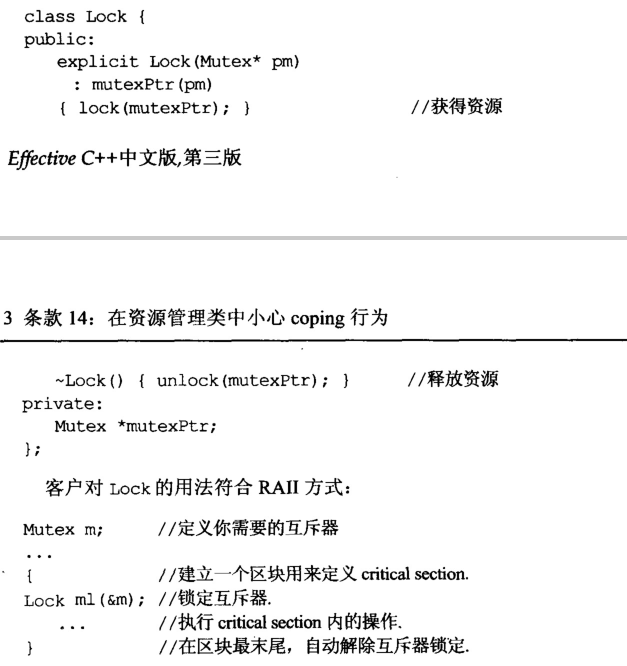 class Lock {
public:
explicit Lock(Mutex* pm)
: mutexPtr(pm)
{ lock(mutexPtr); } //获得资源
Effective C++中文版,第三版
3 条款 14：在资源管理类中小心 coping 行为
~Lock() { unlock(mutexPtr); } //释放资源
private:
Mutex *mutexPtr;
};
客户对 Lock 的用法符合 RAII 方式：
Mutex m; //定义你需要的互斥器
...
{ //建立一个区块用来定义 critical section.
Lock ml(&m); //锁定互斥器.
... //执行 critical section 内的操作.
} //在区块最末尾，自动解除互斥器锁定.